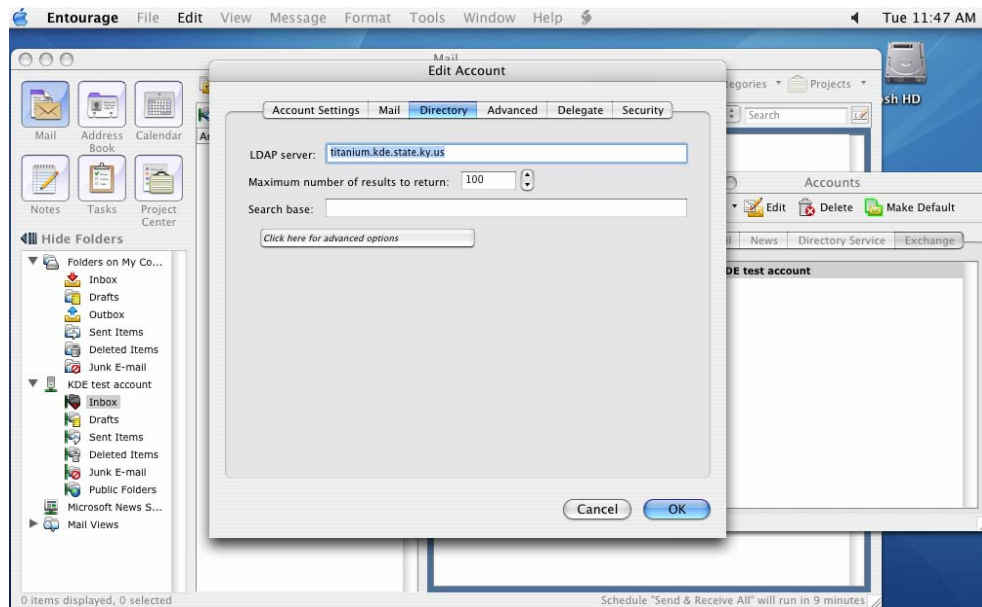 Entourage File Edit View Message Format Tools Window Help Tue 11:47 AM
Mail
Edit Account
Projects
Account Settings Mail Directory Advanced Delegate Security
Search
HD
Mail Address Book Calendar
LDAP server: titanium.kde.state.ky.us
Maximum number of results to return: 100
Accounts
Notes Tasks Project Center
Search base:
Edit Delete Make Default
Click here for advanced options
News Directory Service Exchange
Hide Folders
Folders on My Co...
DE test account
Inbox
Drafts
Outbox
Sent Items
Deleted Items
Junk E-mail
KDE test account
Inbox
Drafts
Sent Items
Deleted Items
Junk E-mail
Public Folders
Microsoft News S...
Mail Views
Cancel OK
0 items displayed, 0 selected
Schedule "Send & Receive All" will run in 9 minutes